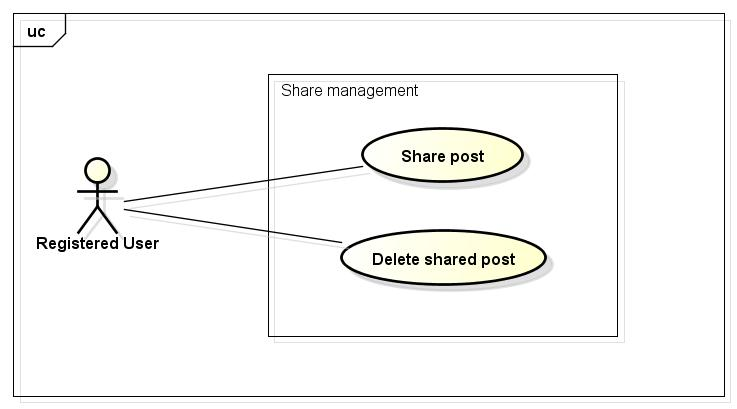 uc
Share management
Share post
Registered User
Delete shared post